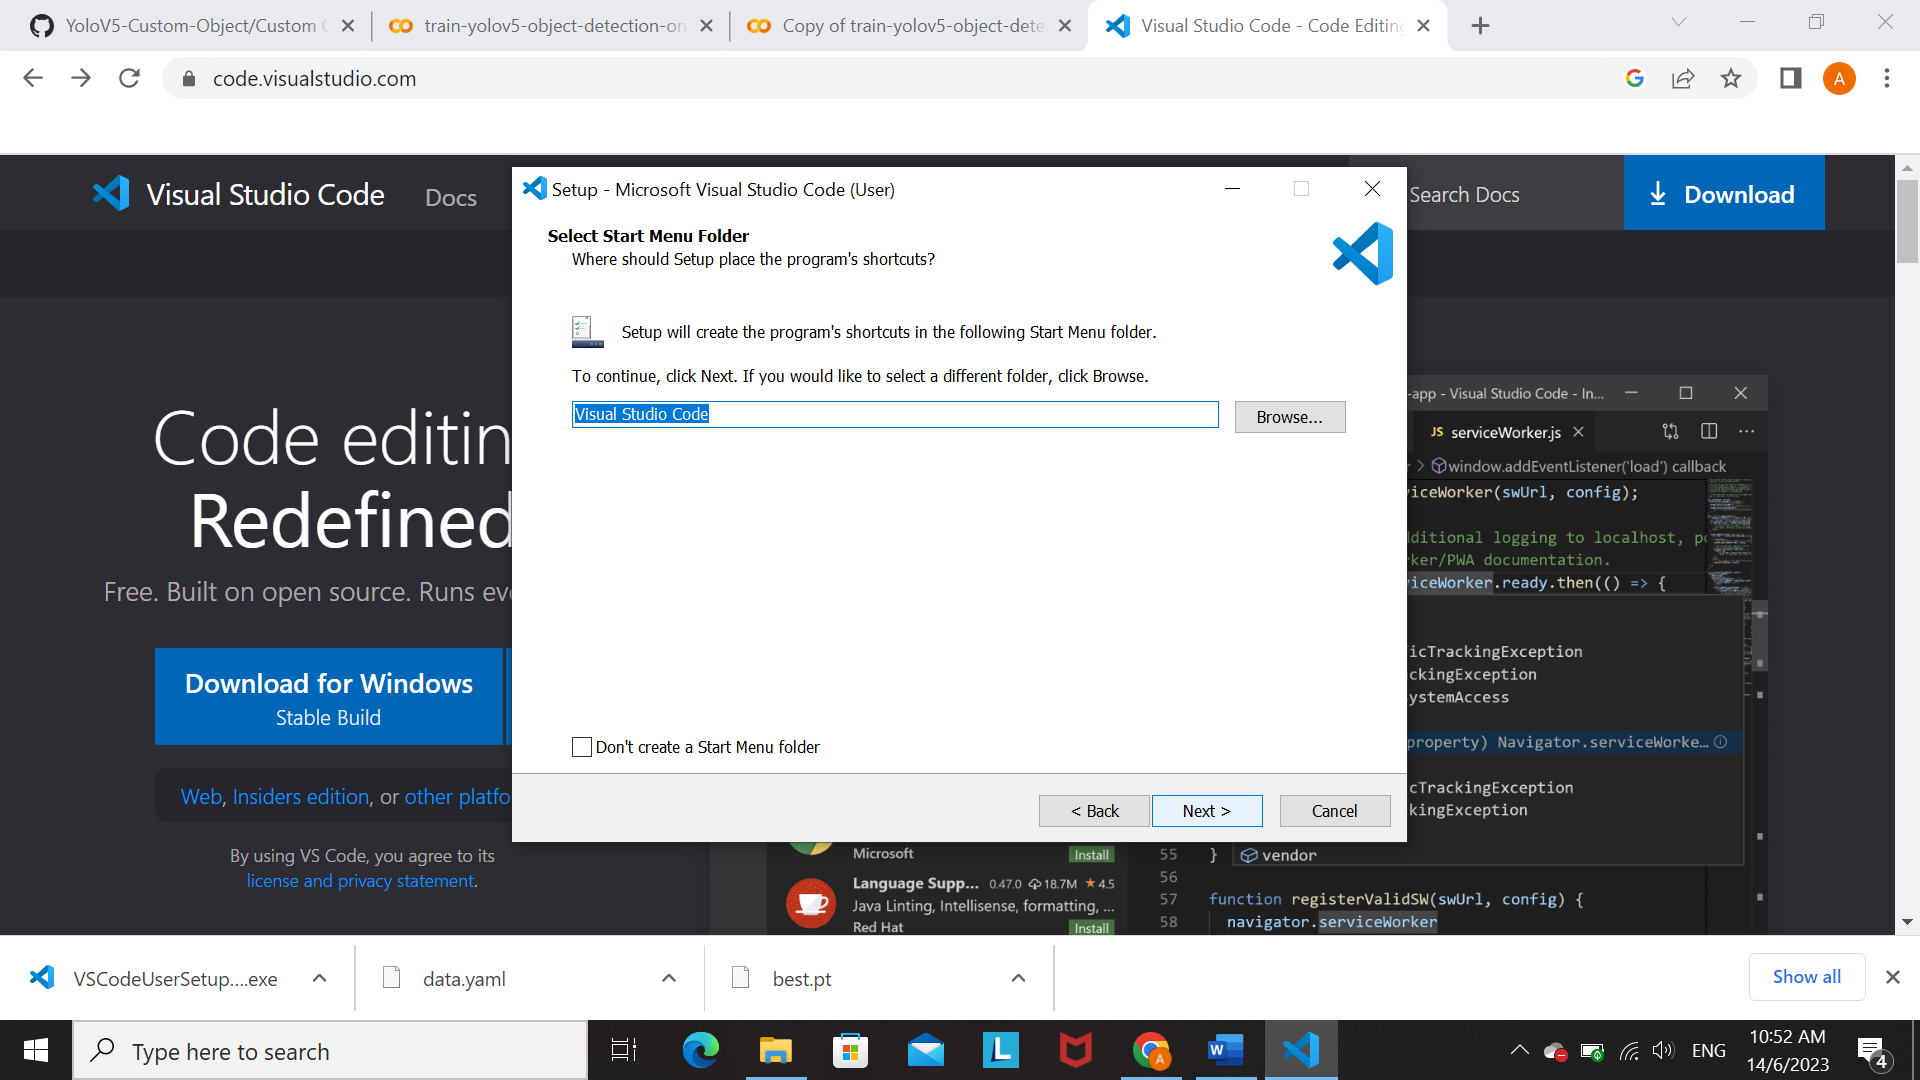 YoloV5-Custom-Object/Custom
train-yolov5-object-detection-on
Copy of train-yolov5-object-dete
Visual Studio Code - Code Editing
code.visualstudio.com
A
Visual Studio Code
Docs
Search Docs
Download
Setup - Microsoft Visual Studio Code (User)
Select Start Menu Folder
Where should Setup place the program's shortcuts?
Setup will create the program's shortcuts in the following Start Menu folder.
To continue, click Next. If you would like to select a different folder, click Browse.
Visual Studio Code
Browse...
Don't create a Start Menu folder
< Back
Next >
Cancel
Code editin
Redefined
Free. Built on open source. Runs eve
Download for Windows
Stable Build
Web, Insiders edition, or other platfo
By using VS Code, you agree to its
license and privacy statement.
-app - Visual Studio Code - In...
JS serviceWorker.js
window.addEventListener('load') callback
viceWorker(swUrl, config);
dditional logging to localhost, po
ker/PWA documentation.
viceWorker.ready.then(() => {
icTrackingException
ckingException
ystemAccess
property) Navigator.serviceWorke...
cTrackingException
kingException
55 } vendor
56
57 function registerValidSW(swUrl, config) {
58 navigator.serviceWorker
Microsoft
Install
Language Supp... 0.47.0 18.7M 4.5
Java Linting, Intellisense, formatting, ...
Red Hat
Install
VSCodeUserSetup....exe
data.yaml
best.pt
Show all
Type here to search
L
W
A
ENG
10:52 AM
14/6/2023
4